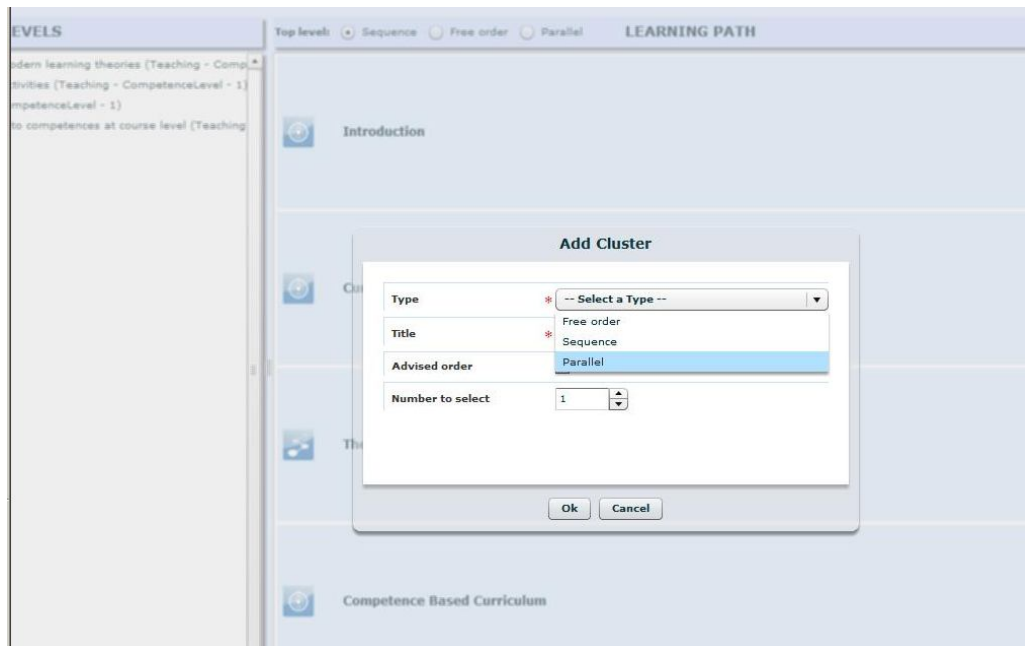 EVELS
Top level: Sequence Free order Parallel LEARNING PATH
odern learning theories (Teaching - Comp
tivities (Teaching - CompetenceLevel - 1)
mpetenceLevel - 1)
to competences at course level (Teaching
Introduction
Add Cluster
Cu
Type * -- Select a Type --
Free order
Title *
Sequence
Parallel
Advised order
Number to select 1
The
Ok Cancel
Competence Based Curriculum